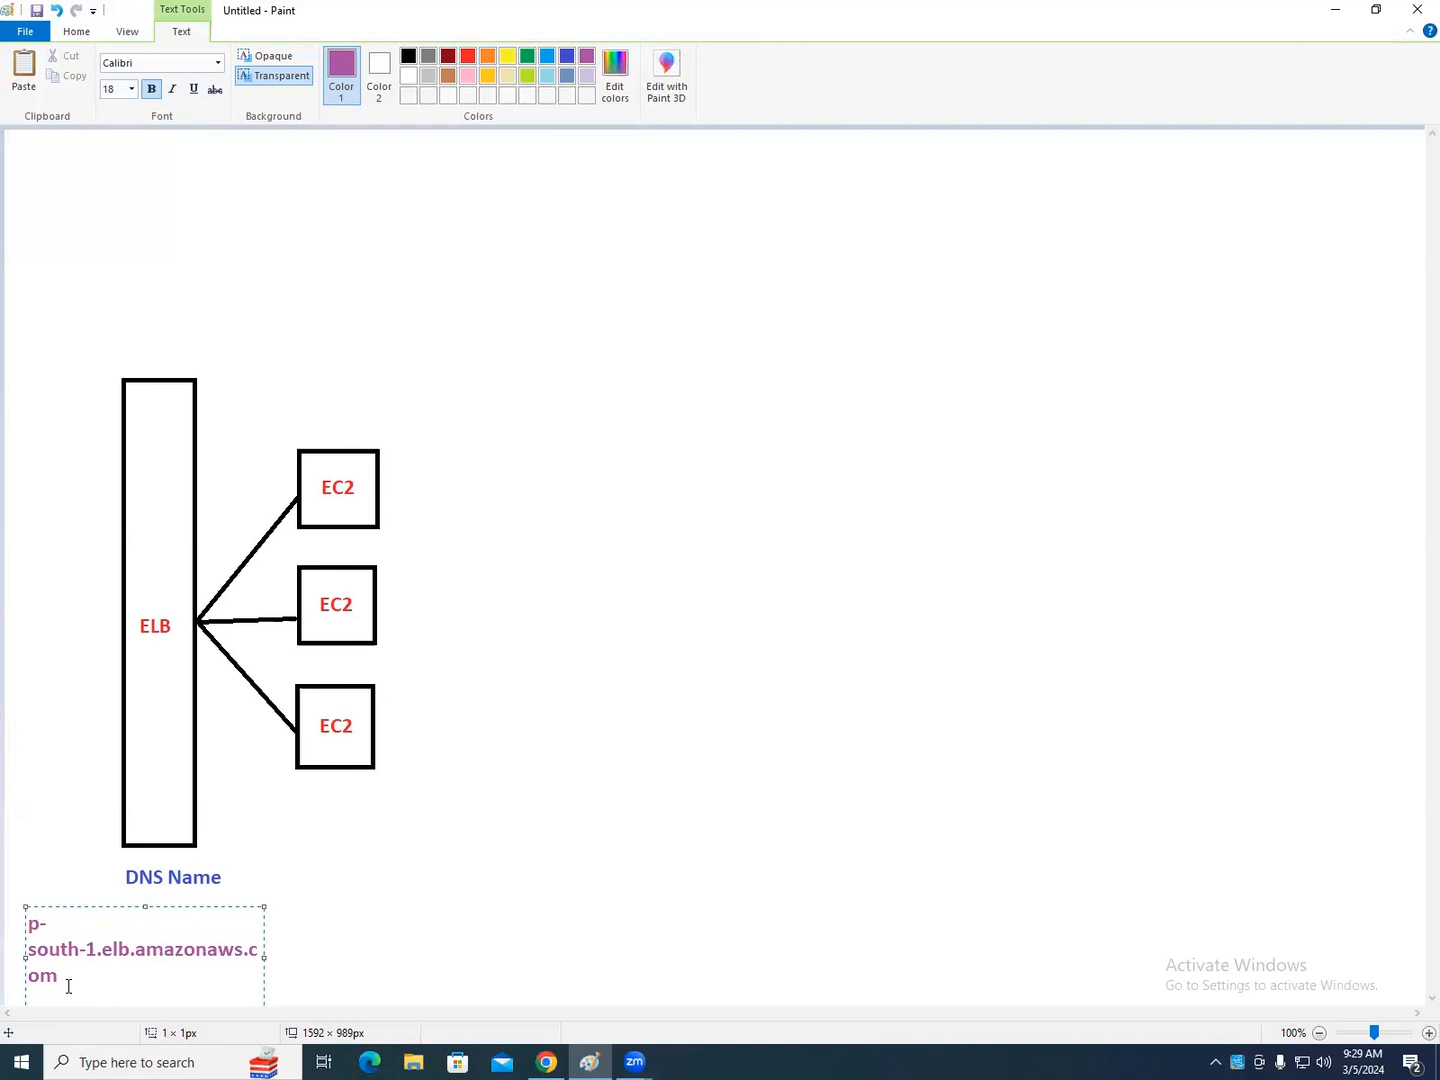 Text Tools
Untitled - Paint
File
Home
View
Text
Paste
Cut
Copy
Clipboard
Calibri
18
B
I
U
abc
Font
Opaque
Transparent
Background
Color
1
Color
2
Edit
colors
Edit with
Paint 3D
Colors
EC2
EC2
ELB
EC2
DNS Name
p-
south-1.elb.amazonaws.c
om
Activate Windows
Go to Settings to activate Windows.
1 × 1px
1592 × 989px
100%
Type here to search
zm
9:29 AM
3/5/2024
2